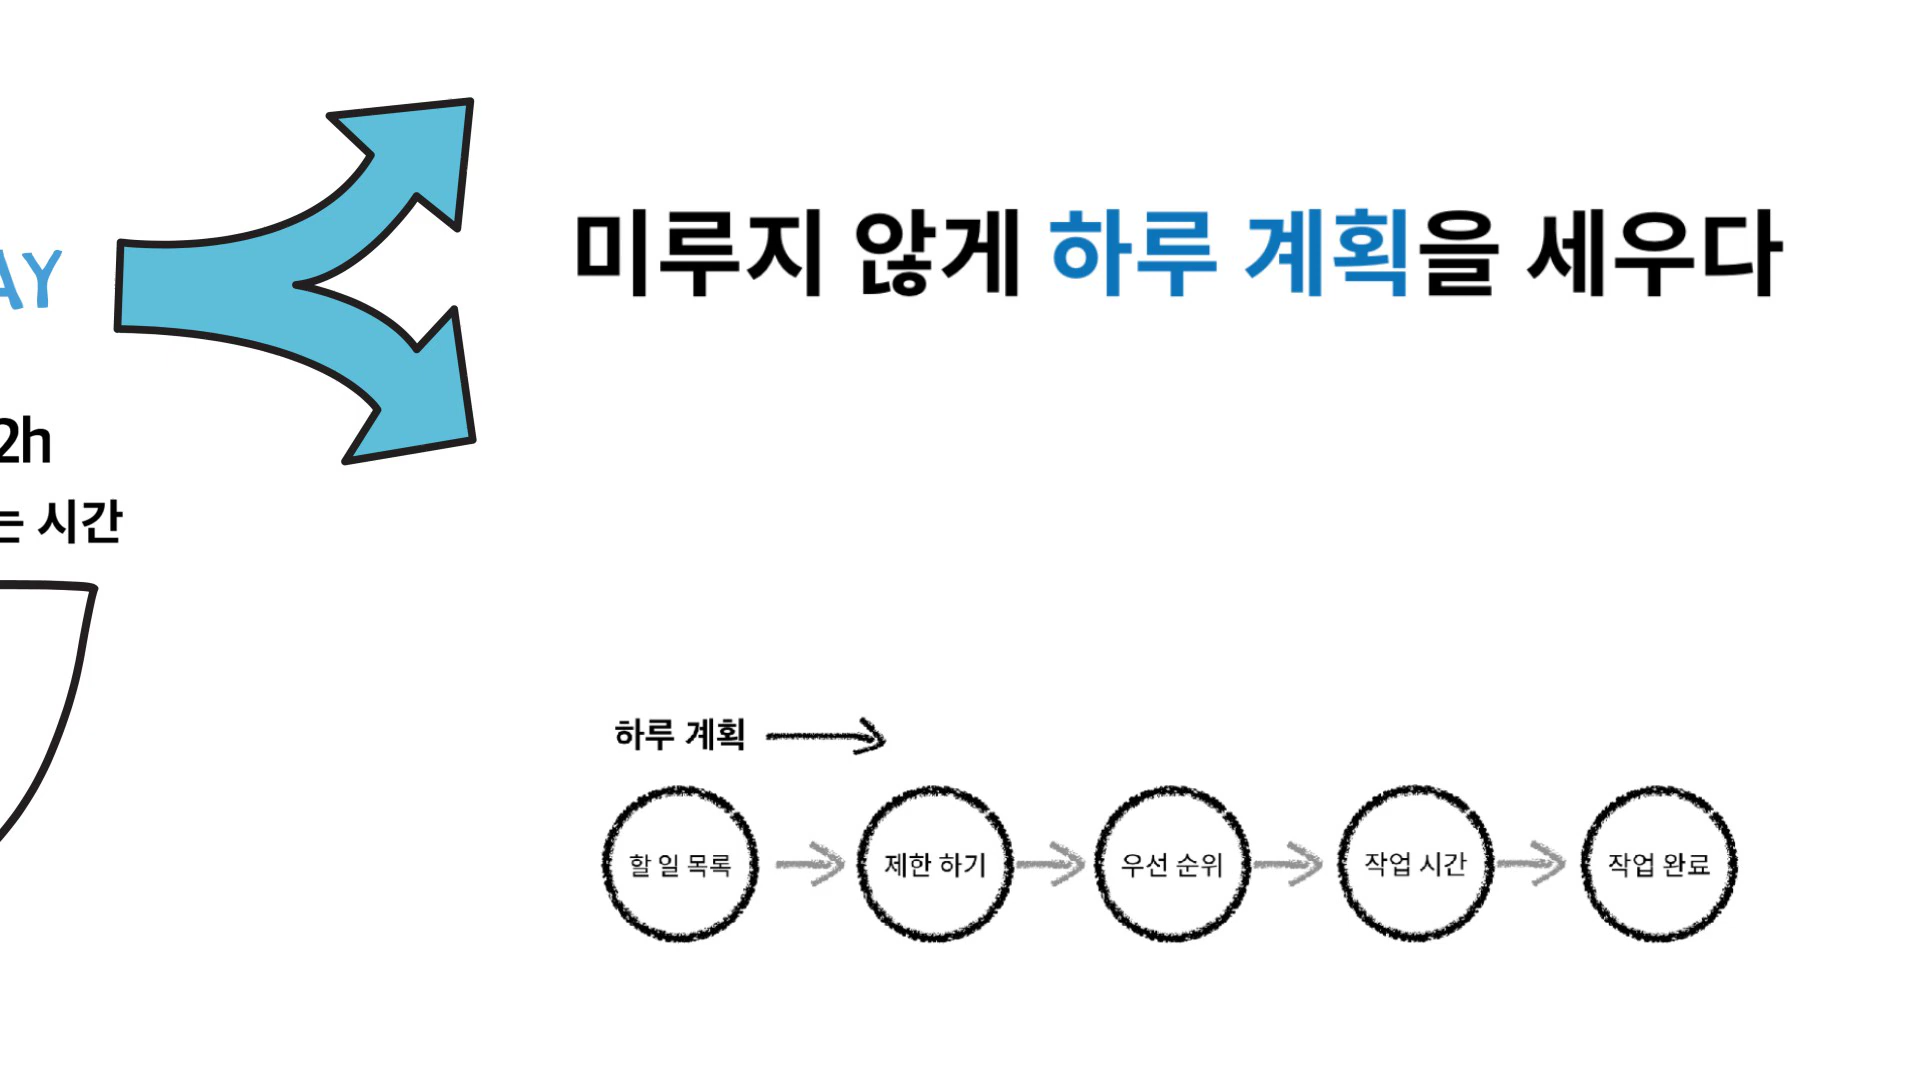 AY
미루지 않게 하루 계획을 세우다
2h
는 시간
하루 계획
할 일 목록
제한 하기
우선 순위
작업 시간
작업 완료